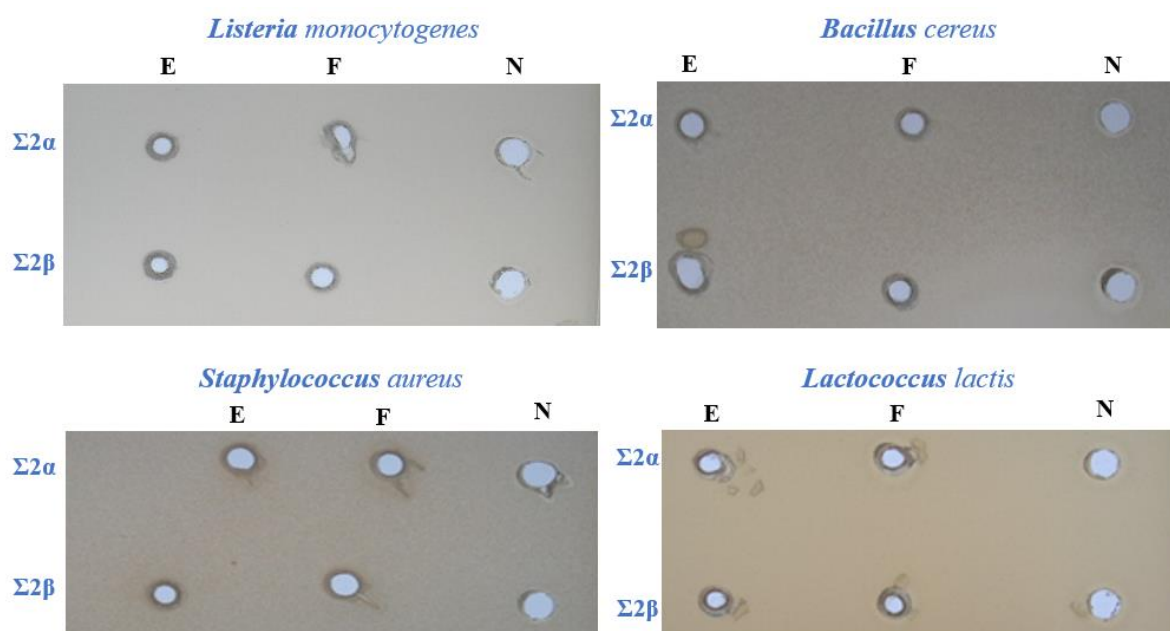 Listeria monocytogenes
E F N
Σ2α
Σ2β
Bacillus cereus
E F N
Σ2α
Σ2β
Staphylococcus aureus
E F N
Σ2α
Σ2β
Lactococcus lactis
E F N
Σ2α
Σ2β